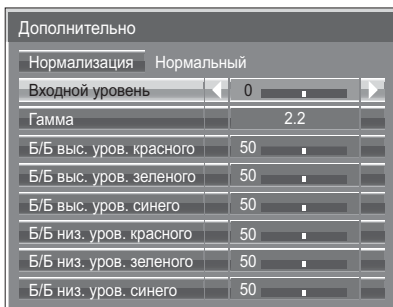 Дополнительно
Нормализация Нормальный
Входной уровень 0
Гамма 2.2
Б/Б выс. уров. красного 50
Б/Б выс. уров. зеленого 50
Б/Б выс. уров. синего 50
Б/Б низ. уров. красного 50
Б/Б низ. уров. зеленого 50
Б/Б низ. уров. синего 50